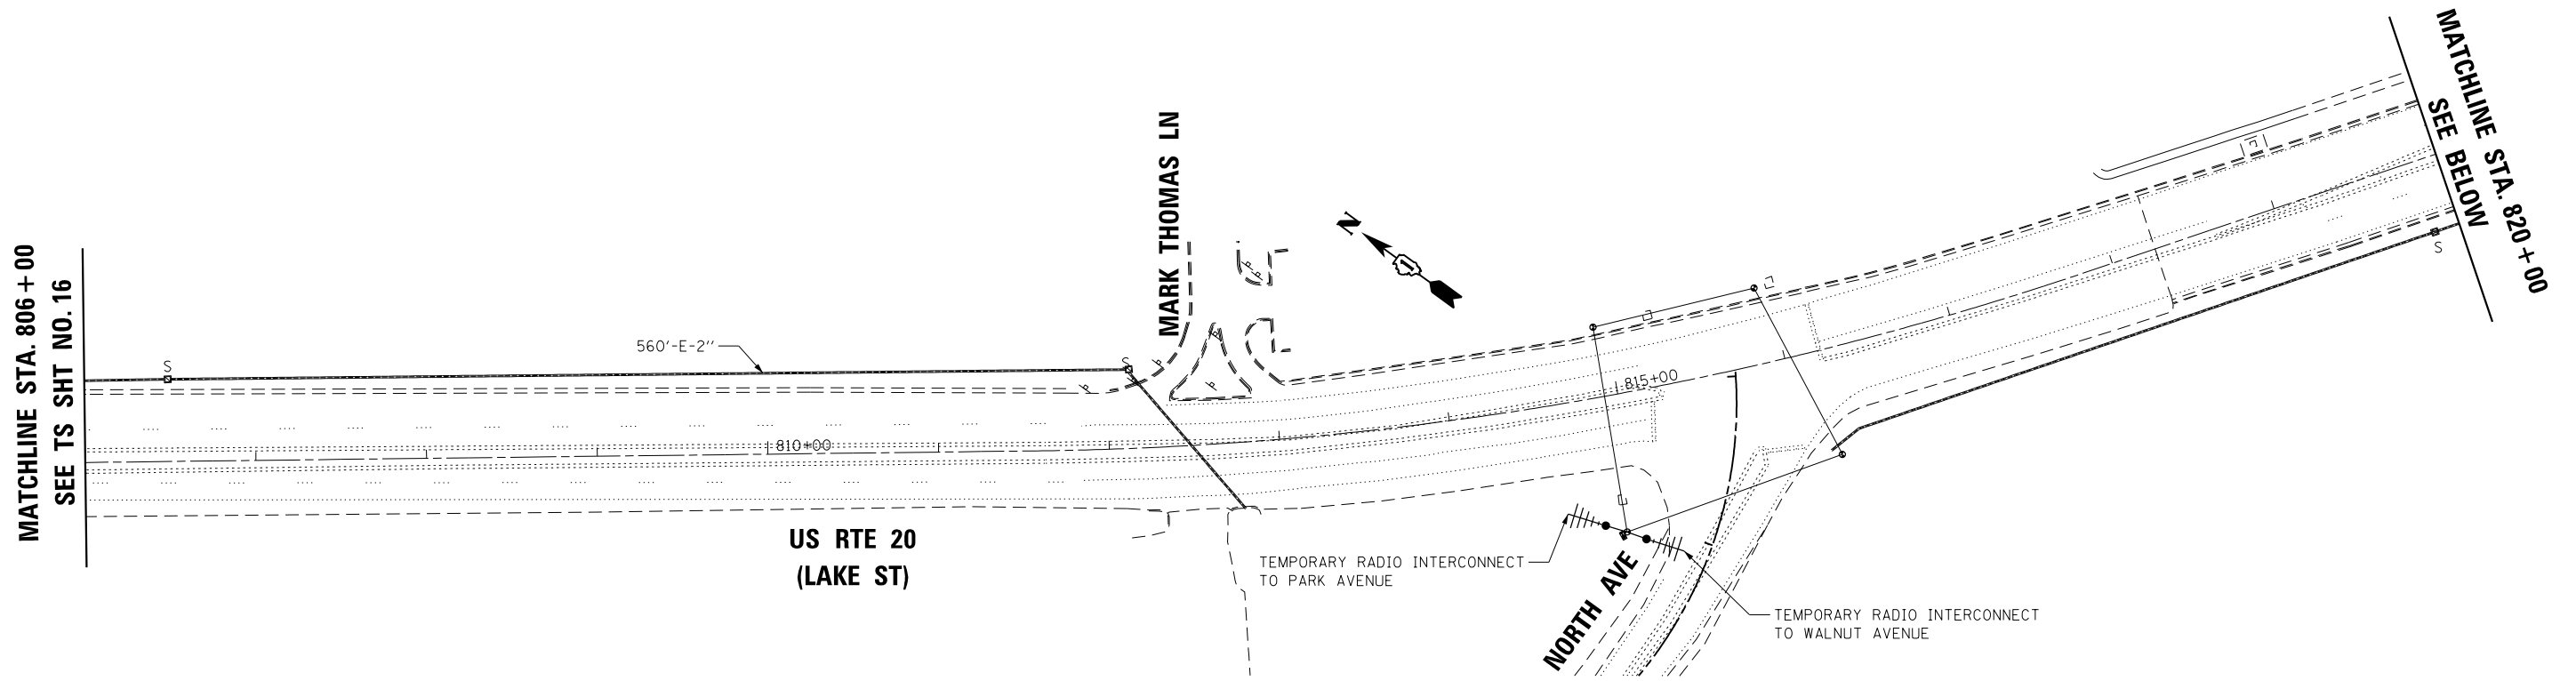 MATCHLINE STA. 806+00
SEE TS SHT NO. 16
S
560'-E-2"
S
MARK THOMAS LN
N
810+00
815+00
US RTE 20
(LAKE ST)
TEMPORARY RADIO INTERCONNECT
TO PARK AVENUE
NORTH AVE
TEMPORARY RADIO INTERCONNECT
TO WALNUT AVENUE
S
MATCHLINE STA. 820+00
SEE BELOW